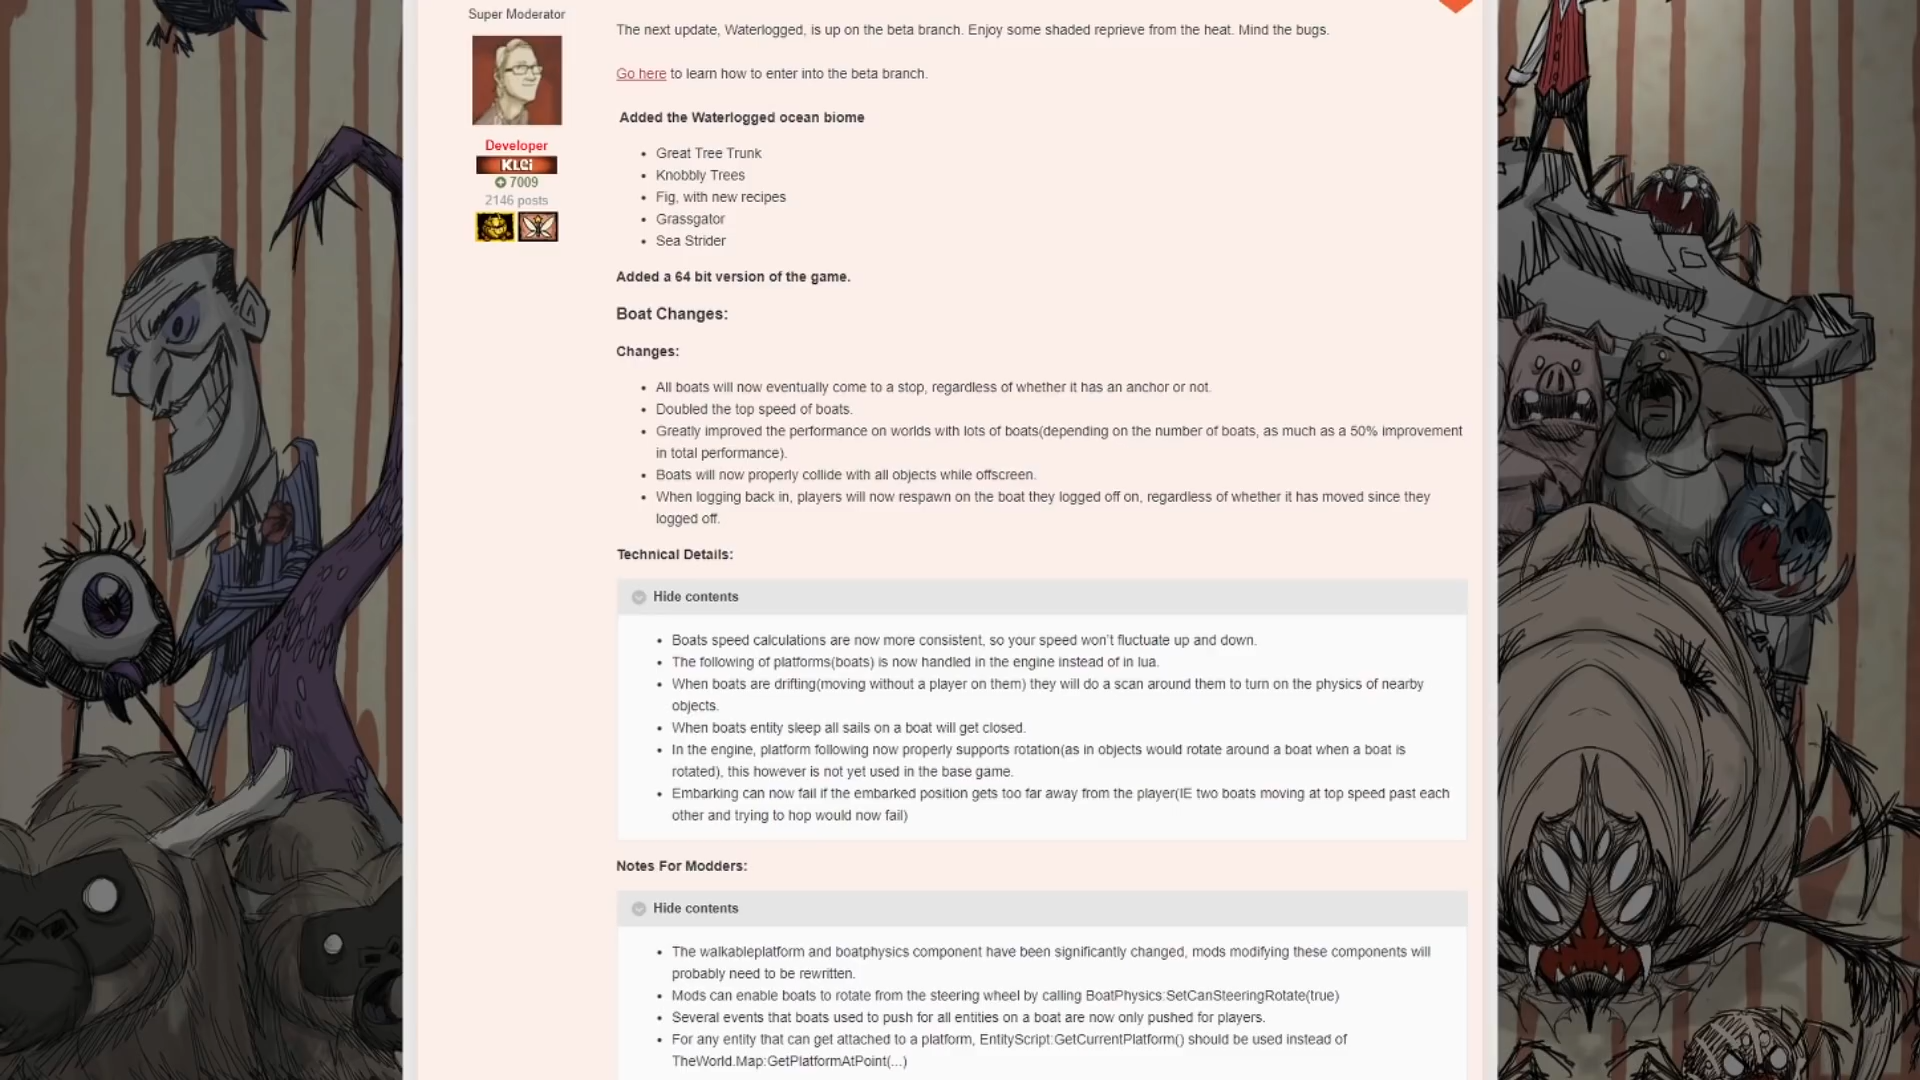 Super Moderator
Developer
KLei
7009
2146 posts
The next update, Waterlogged, is up on the beta branch. Enjoy some shaded reprieve from the heat. Mind the bugs.
Go here to learn how to enter into the beta branch.
Added the Waterlogged ocean biome
Great Tree Trunk
Knobbly Trees
Fig, with new recipes
Grassgator
Sea Strider
Added a 64 bit version of the game.
Boat Changes:
Changes:
All boats will now eventually come to a stop, regardless of whether it has an anchor or not.
Doubled the top speed of boats.
Greatly improved the performance on worlds with lots of boats(depending on the number of boats, as much as a 50% improvement
in total performance).
Boats will now properly collide with all objects while offscreen.
When logging back in, players will now respawn on the boat they logged off on, regardless of whether it has moved since they
logged off.
Technical Details:
Hide contents
Boats speed calculations are now more consistent, so your speed won't fluctuate up and down.
The following of platforms(boats) is now handled in the engine instead of in lua.
When boats are drifting(moving without a player on them) they will do a scan around them to turn on the physics of nearby
objects.
When boats entity sleep all sails on a boat will get closed.
In the engine, platform following now properly supports rotation(as in objects would rotate around a boat when a boat is
rotated), this however is not yet used in the base game.
Embarking can now fail if the embarked position gets too far away from the player(IE two boats moving at top speed past each
other and trying to hop would now fail)
Notes For Modders:
Hide contents
The walkableplatform and boatphysics component have been significantly changed, mods modifying these components will
probably need to be rewritten.
Mods can enable boats to rotate from the steering wheel by calling BoatPhysics:SetCanSteeringRotate(true)
Several events that boats used to push for all entities on a boat are now only pushed for players.
For any entity that can get attached to a platform, EntityScript:GetCurrentPlatform() should be used instead of
TheWorld.Map:GetPlatformAtPoint(...)